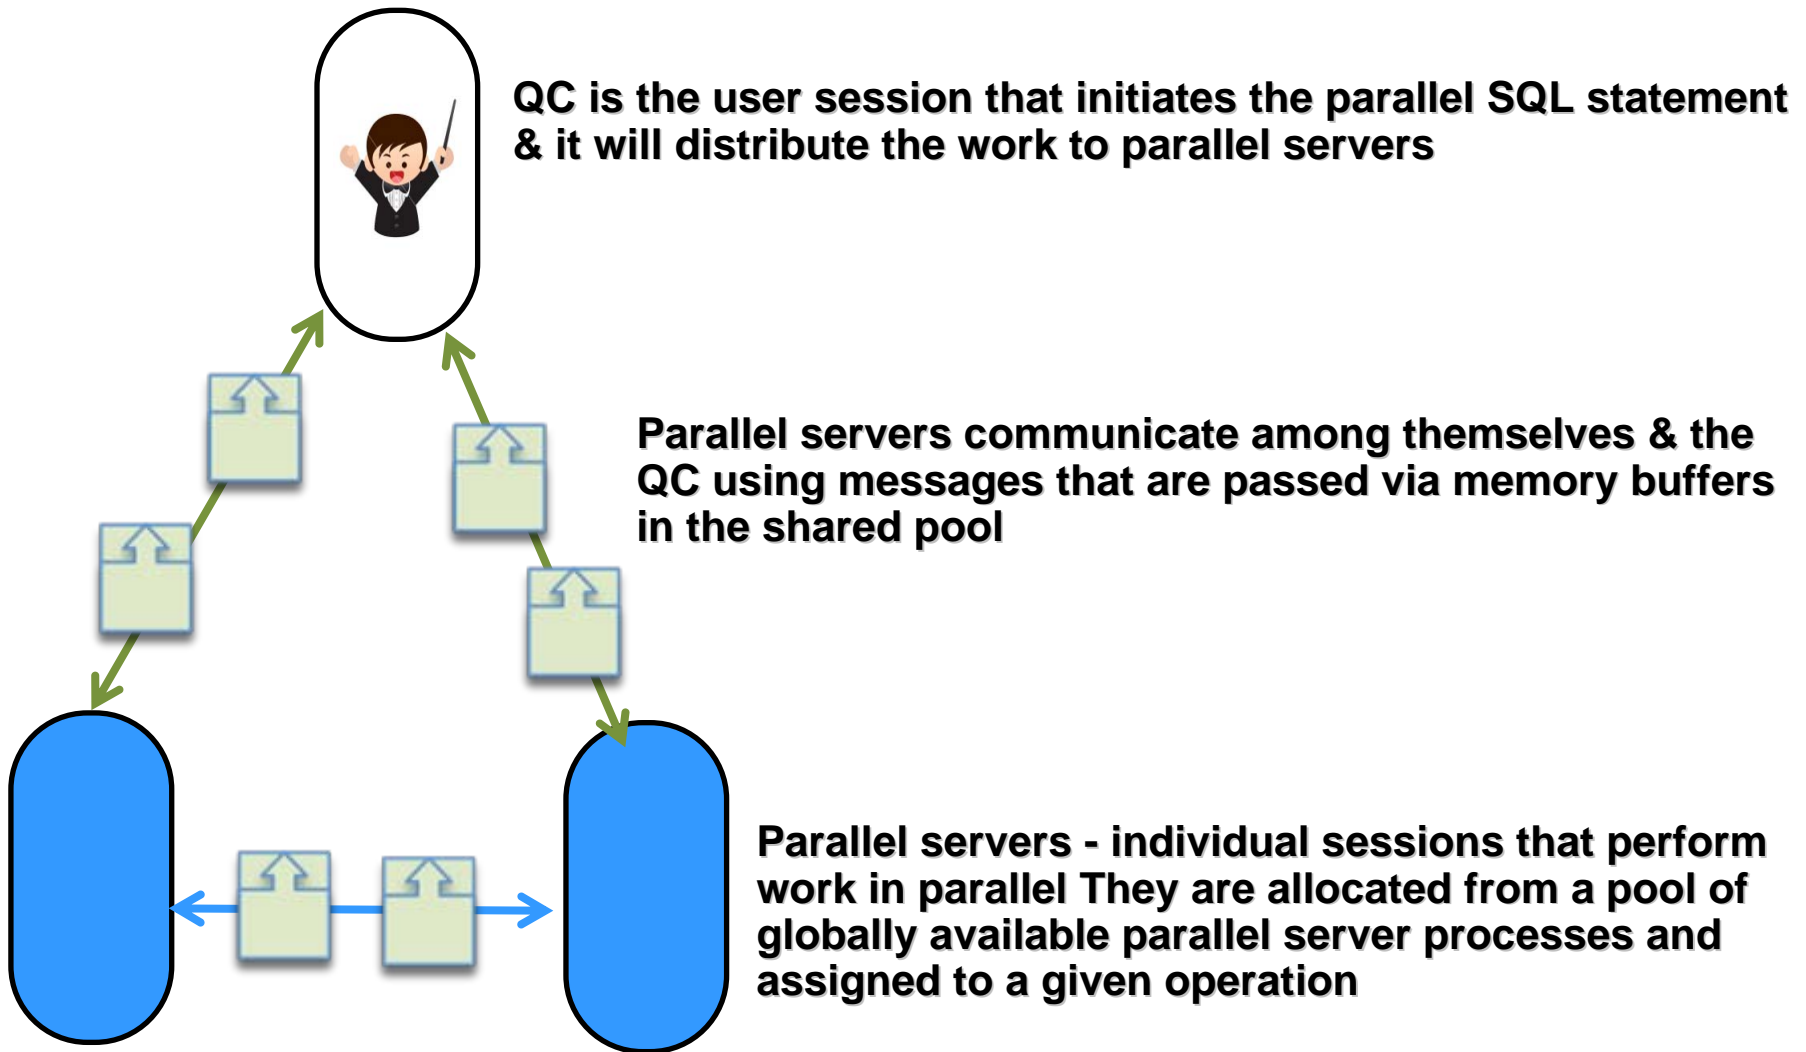 QC is the user session that initiates the parallel SQL statement
& it will distribute the work to parallel servers
Parallel servers communicate among themselves & the
QC using messages that are passed via memory buffers
in the shared pool
Parallel servers - individual sessions that perform
work in parallel They are allocated from a pool of
globally available parallel server processes and
assigned to a given operation